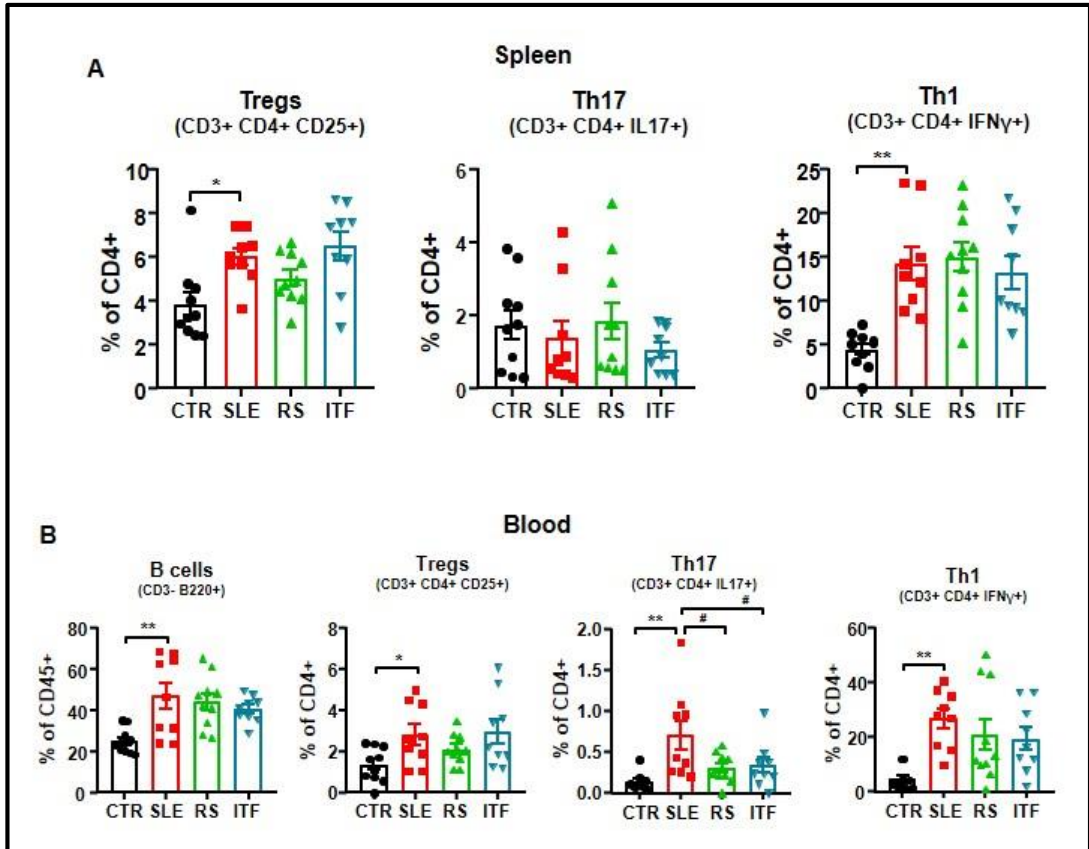 A
Spleen
Tregs
(CD3+ CD4+ CD25+)
Th17
(CD3+ CD4+ IL17+)
Th1
(CD3+ CD4+ IFNγ+)
% of CD4+
10
8
6
4
2
0
*
CTR SLE RS ITF
% of CD4+
6
4
2
0
CTR SLE RS ITF
% of CD4+
25
20
15
10
5
0
**
CTR SLE RS ITF
B
Blood
B cells
(CD3- B220+)
Tregs
(CD3+ CD4+ CD25+)
Th17
(CD3+ CD4+ IL17+)
Th1
(CD3+ CD4+ IFNγ+)
% of CD45+
80
60
40
20
0
**
CTR SLE RS ITF
% of CD4+
8
6
4
2
0
*
CTR SLE RS ITF
% of CD4+
2.0
1.5
1.0
0.5
0.0
#
**
#
CTR SLE RS ITF
% of CD4+
60
40
20
0
**
CTR SLE RS ITF